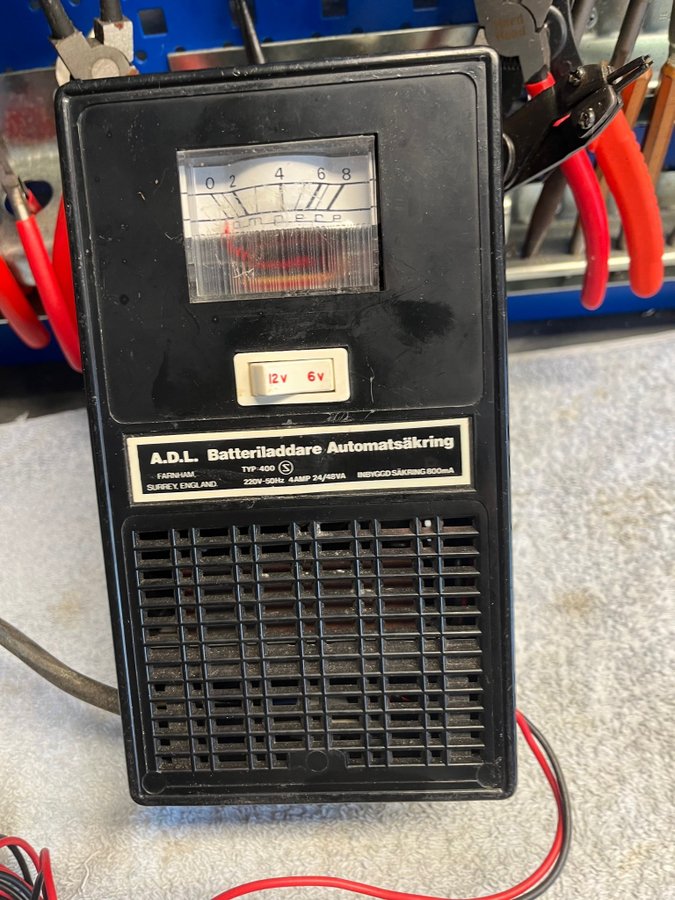 0 2 4 6 8
ampere
12V 6V
A.D.L. Batteriladdare Automatsäkring
FARNHAM, SURREY, ENGLAND.
TYP 400 S
220V-50Hz 4AMP 24/48VA INBYGGD SÄKRING 800mA